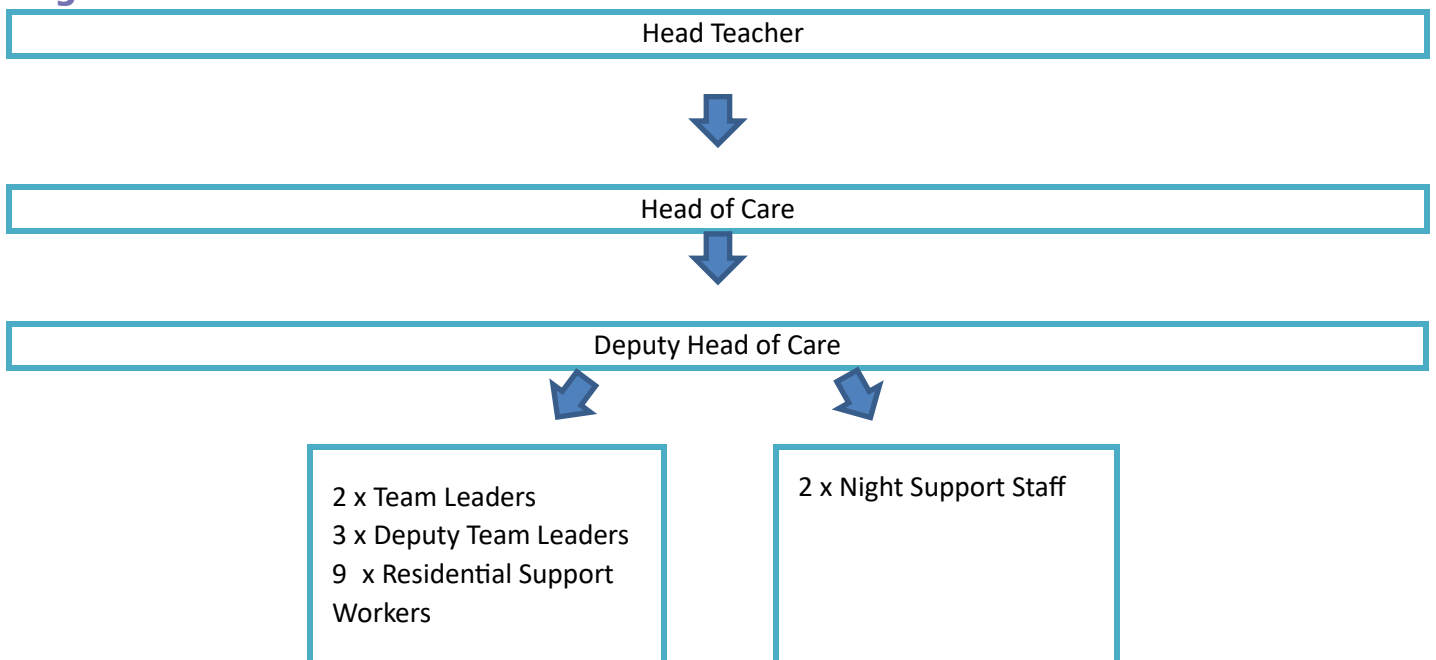 Head Teacher
Head of Care
Deputy Head of Care
2 x Team Leaders
3 x Deputy Team Leaders
9 x Residential Support
Workers
2 x Night Support Staff